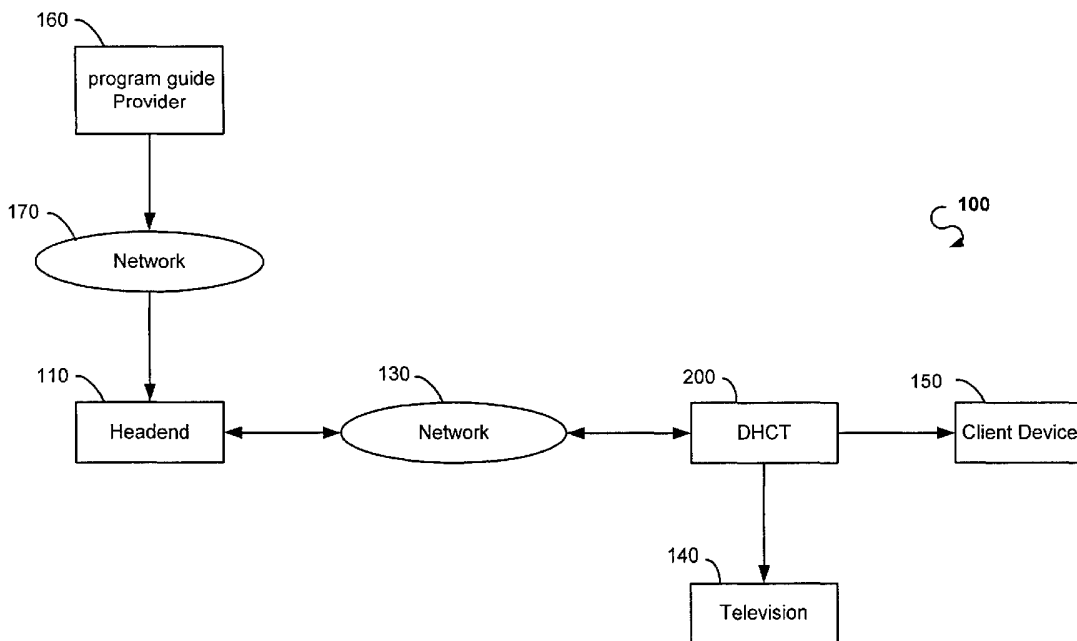 160
program guide
Provider
170
Network
100
110
Headend
130
Network
200
DHCT
150
Client Device
140
Television